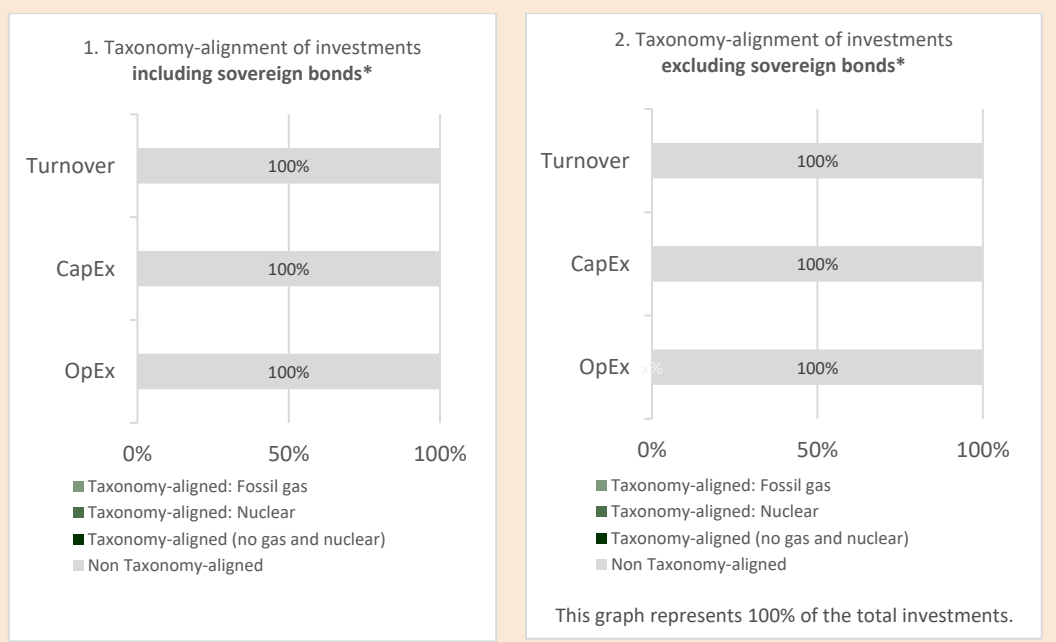 1. Taxonomy-alignment of investments
including sovereign bonds*
Turnover
100%
CapEx
100%
OpEx
100%
0% 50% 100%
Taxonomy-aligned: Fossil gas
Taxonomy-aligned: Nuclear
Taxonomy-aligned (no gas and nuclear)
Non Taxonomy-aligned
2. Taxonomy-alignment of investments
excluding sovereign bonds*
Turnover
100%
CapEx
100%
OpEx
x%
100%
0% 50% 100%
Taxonomy-aligned: Fossil gas
Taxonomy-aligned: Nuclear
Taxonomy-aligned (no gas and nuclear)
Non Taxonomy-aligned
This graph represents 100% of the total investments.